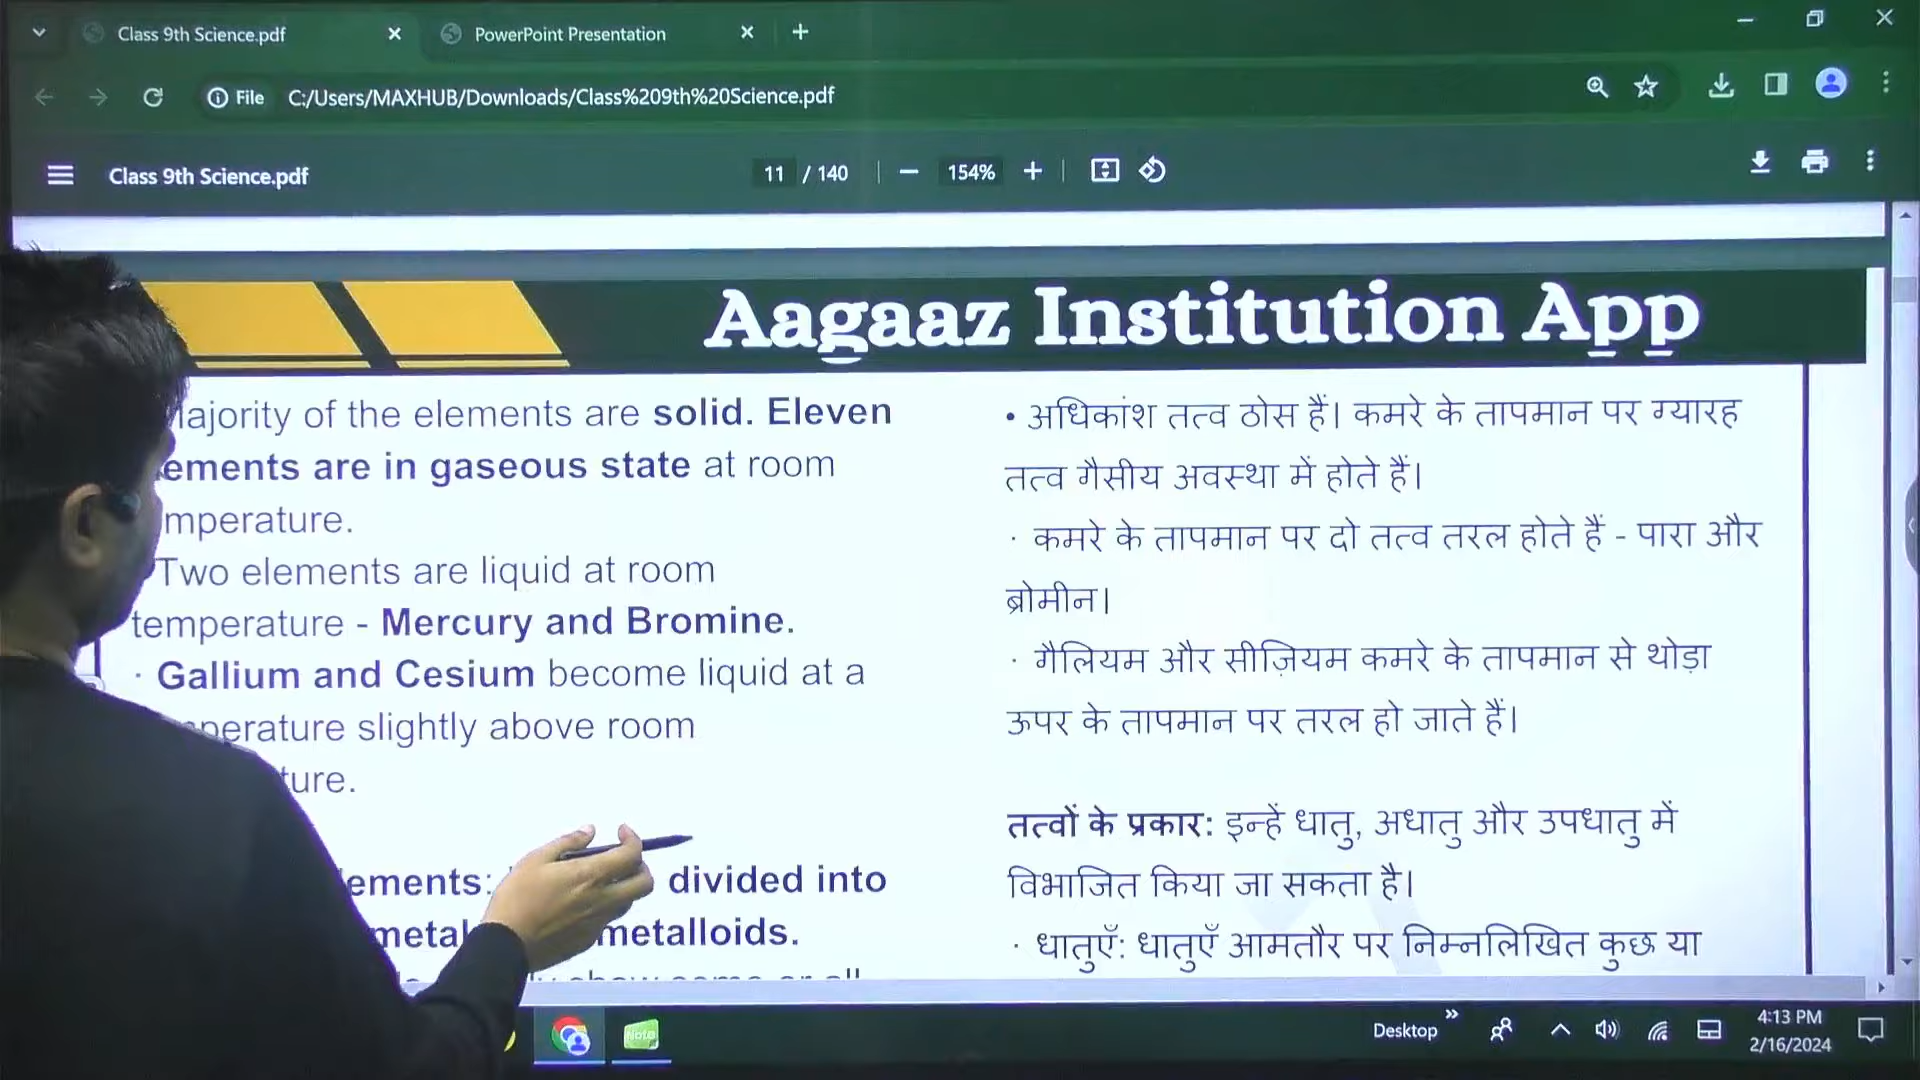 Class 9th Science.pdf
PowerPoint Presentation
File
C:/Users/MAXHUB/Downloads/Class%209th%20Science.pdf
Class 9th Science.pdf
11 / 140
154%
Aagaaz Institution App
ajority of the elements are solid. Eleven
ements are in gaseous state at room
mperature.
Two elements are liquid at room
temperature - Mercury and Bromine.
· Gallium and Cesium become liquid at a
perature slightly above room
ture.
ements: divided into
metal metalloids.
• अधिकांश तत्व ठोस हैं। कमरे के तापमान पर ग्यारह
तत्व गैसीय अवस्था में होते हैं।
· कमरे के तापमान पर दो तत्व तरल होते हैं - पारा और
ब्रोमीन।
· गैलियम और सीज़ियम कमरे के तापमान से थोड़ा
ऊपर के तापमान पर तरल हो जाते हैं।
तत्वों के प्रकार: इन्हें धातु, अधातु और उपधातु में
विभाजित किया जा सकता है।
· धातुएँ: धातुएँ आमतौर पर निम्नलिखित कुछ या
Note
Desktop
4:13 PM
2/16/2024